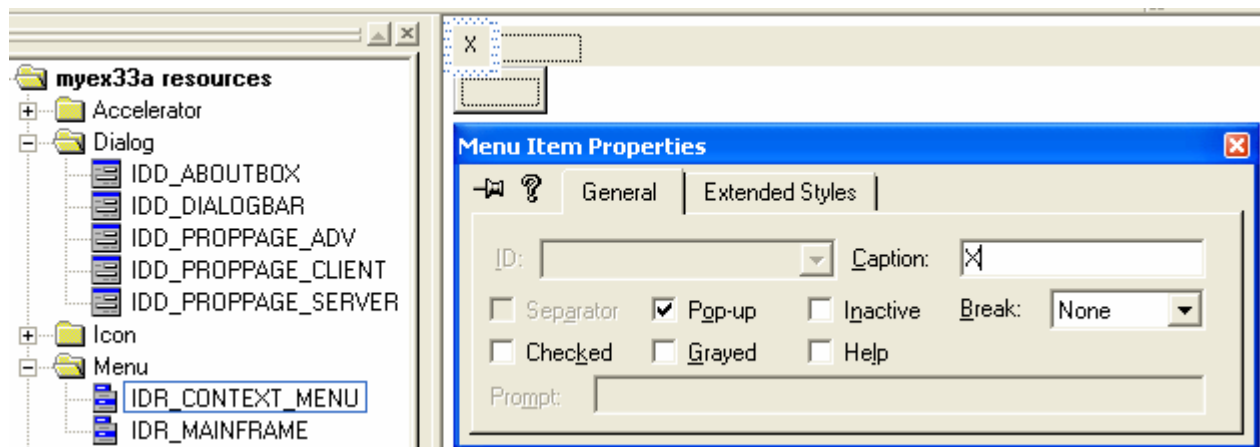 myex33a resources
Accelerator
Dialog
IDD_ABOUTBOX
IDD_DIALOGBAR
IDD_PROPPAGE_ADV
IDD_PROPPAGE_CLIENT
IDD_PROPPAGE_SERVER
Icon
Menu
IDR_CONTEXT_MENU
IDR_MAINFRAME
X
Menu Item Properties
General Extended Styles
ID: Caption: X
Separator Pop-up Inactive Break: None
Checked Grayed Help
Prompt: